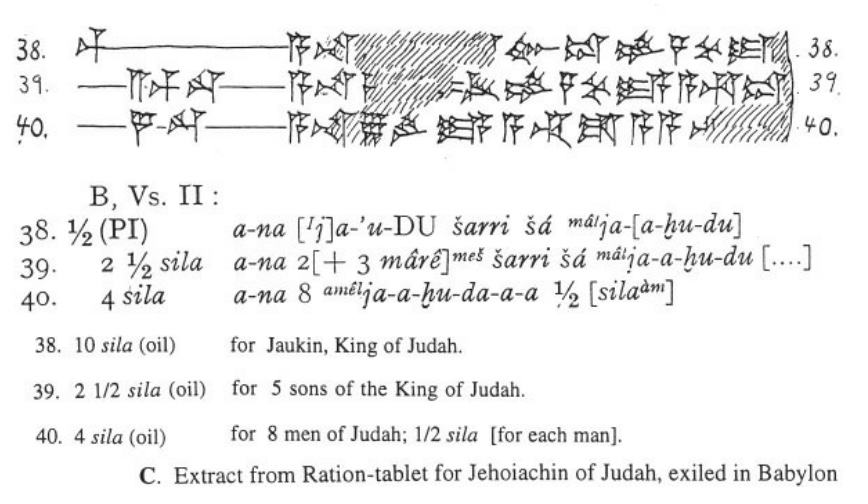 38. 38.
39. 39
40. 40.
B, Vs. II :
38. ½ (PI) a-na [ᴵj]a-’u-DU šarri šá ᵐâᵗja-[a-ḫu-du]
39. 2 ½ sila a-na 2[+ 3 mârê]ᵐᵉˢ̌ šarri šá ᵐâᵗja-a-ḫu-du [....]
40. 4 sila a-na 8 ᵃᵐêˡja-a-ḫu-da-a-a ½ [silaàm]
38. 10 sila (oil) for Jaukin, King of Judah.
39. 2 1/2 sila (oil) for 5 sons of the King of Judah.
40. 4 sila (oil) for 8 men of Judah; 1/2 sila [for each man].
C. Extract from Ration-tablet for Jehoiachin of Judah, exiled in Babylon